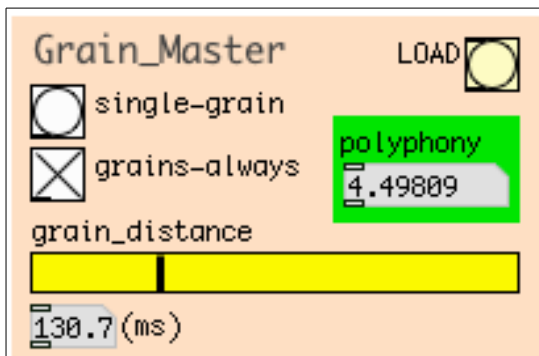 Grain_Master
LOAD
single-grain
polyphony
4.49809
grains-always
grain_distance
130.7 (ms)